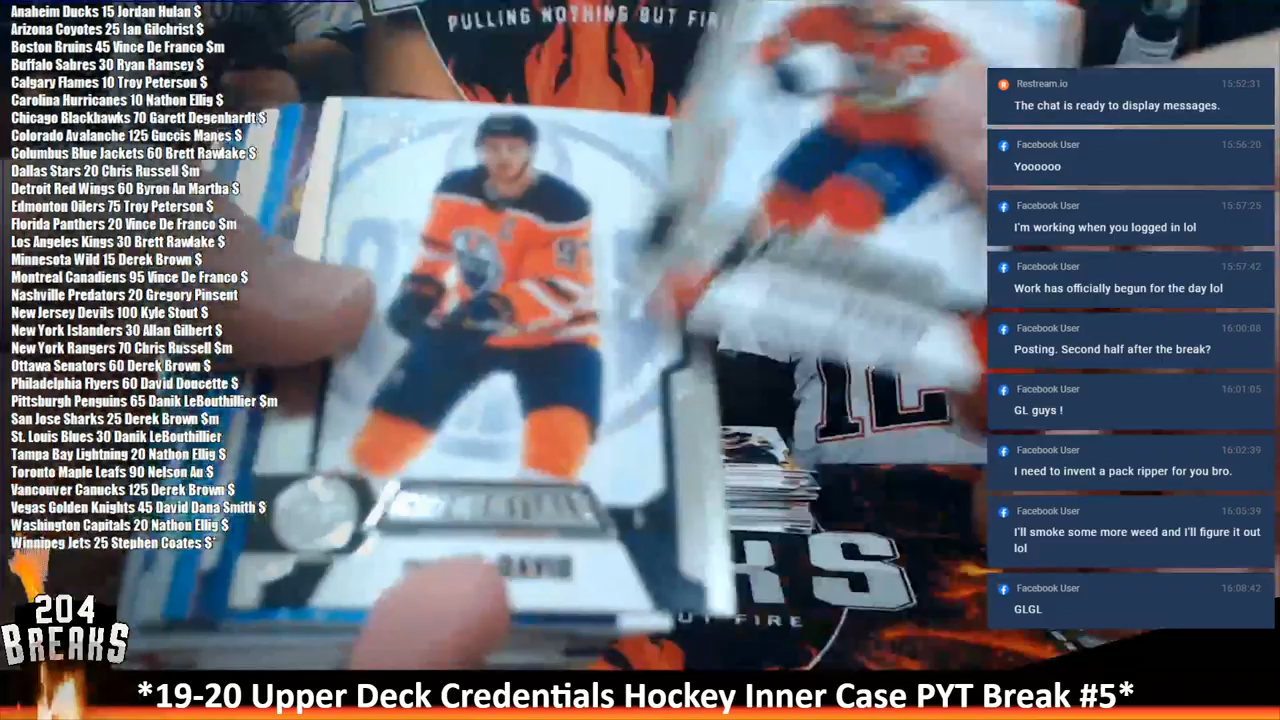 Anaheim Ducks 15 Jordan Hulan $
Arizona Coyotes 25 Ian Gilchrist $
Boston Bruins 45 Vince De Franco $m
Buffalo Sabres 30 Ryan Ramsey $
Calgary Flames 10 Troy Peterson $
Carolina Hurricanes 10 Nathon Ellig $
Chicago Blackhawks 70 Garett Degenhardt $
Colorado Avalanche 125 Guccis Manes $
Columbus Blue Jackets 60 Brett Rawlake $
Dallas Stars 20 Chris Russell $m
Detroit Red Wings 60 Byron An Martha $
Edmonton Oilers 75 Troy Peterson $
Florida Panthers 20 Vince De Franco $m
Los Angeles Kings 30 Brett Rawlake $
Minnesota Wild 15 Derek Brown $
Montreal Canadiens 95 Vince De Franco $
Nashville Predators 20 Gregory Pinsent
New Jersey Devils 100 Kyle Stout $
New York Islanders 30 Allan Gilbert $
New York Rangers 70 Chris Russell $m
Ottawa Senators 60 Derek Brown $
Philadelphia Flyers 60 David Doucette $
Pittsburgh Penguins 65 Danik LeBouthillier $m
San Jose Sharks 25 Derek Brown $m
St. Louis Blues 30 Danik LeBouthillier
Tampa Bay Lightning 20 Nathon Ellig $
Toronto Maple Leafs 90 Nelson Au $
Vancouver Canucks 125 Derek Brown $
Vegas Golden Knights 45 David Dana Smith $
Washington Capitals 20 Nathon Ellig $
Winnipeg Jets 25 Stephen Coates $*
204
BREAKS
PULLING NOTHING BUT FIR
DAVID
KS
UT FIRE
Restream.io 15:52:31
The chat is ready to display messages.
Facebook User 15:56:20
Yoooooo
Facebook User 15:57:25
I'm working when you logged in lol
Facebook User 15:57:42
Work has officially begun for the day lol
Facebook User 16:00:08
Posting. Second half after the break?
Facebook User 16:01:05
GL guys !
Facebook User 16:02:39
I need to invent a pack ripper for you bro.
Facebook User 16:05:39
I'll smoke some more weed and I'll figure it out
lol
Facebook User 16:08:42
GLGL
*19-20 Upper Deck Credentials Hockey Inner Case PYT Break #5*